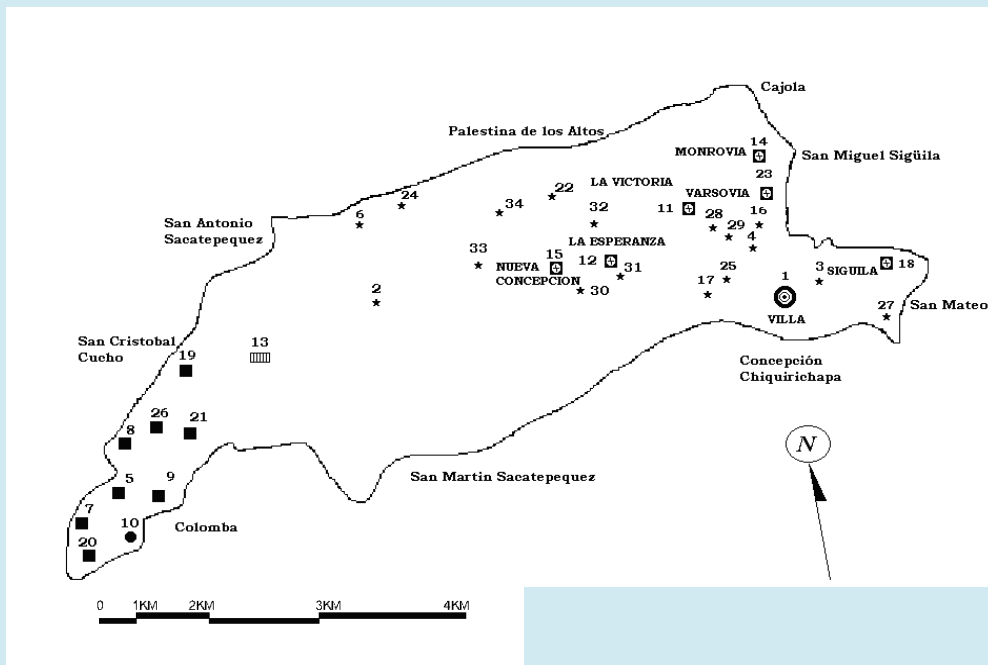 Cajola
Palestina de los Altos
14
MONROVIA
San Miguel Sigüila
23
LA VICTORIA
VARSOVIA
22
24
6
34
32
11
28
16
29
4
San Antonio
Sacatepequez
33
LA ESPERANZA
15
12
NUEVA
CONCEPCION
31
30
2
17
25
1
3
SIGUILA
18
VILLA
27
San Mateo
San Cristobal
Cucho
13
19
Concepción
Chiquirichapa
8
26
21
N
5
9
San Martin Sacatepequez
7
10
Colomba
20
0 1KM 2KM 3KM 4KM